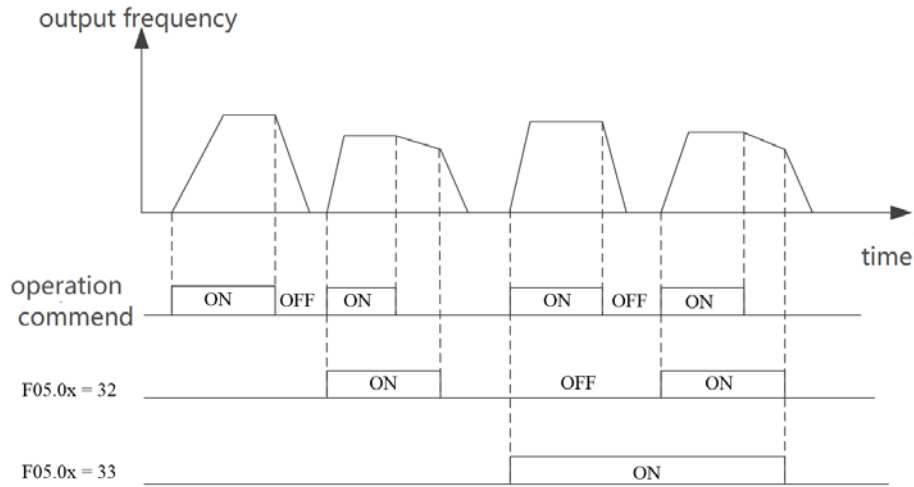 output frequency
time
operation
commend
ON OFF ON ON OFF ON
F05.0x = 32
ON OFF ON
F05.0x = 33
ON